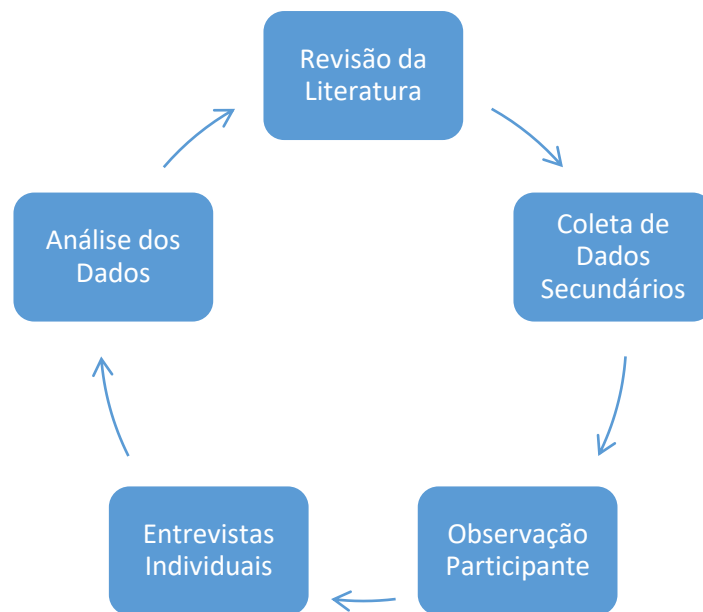 Revisão da
Literatura
Coleta de
Dados
Secundários
Observação
Participante
Entrevistas
Individuais
Análise dos
Dados